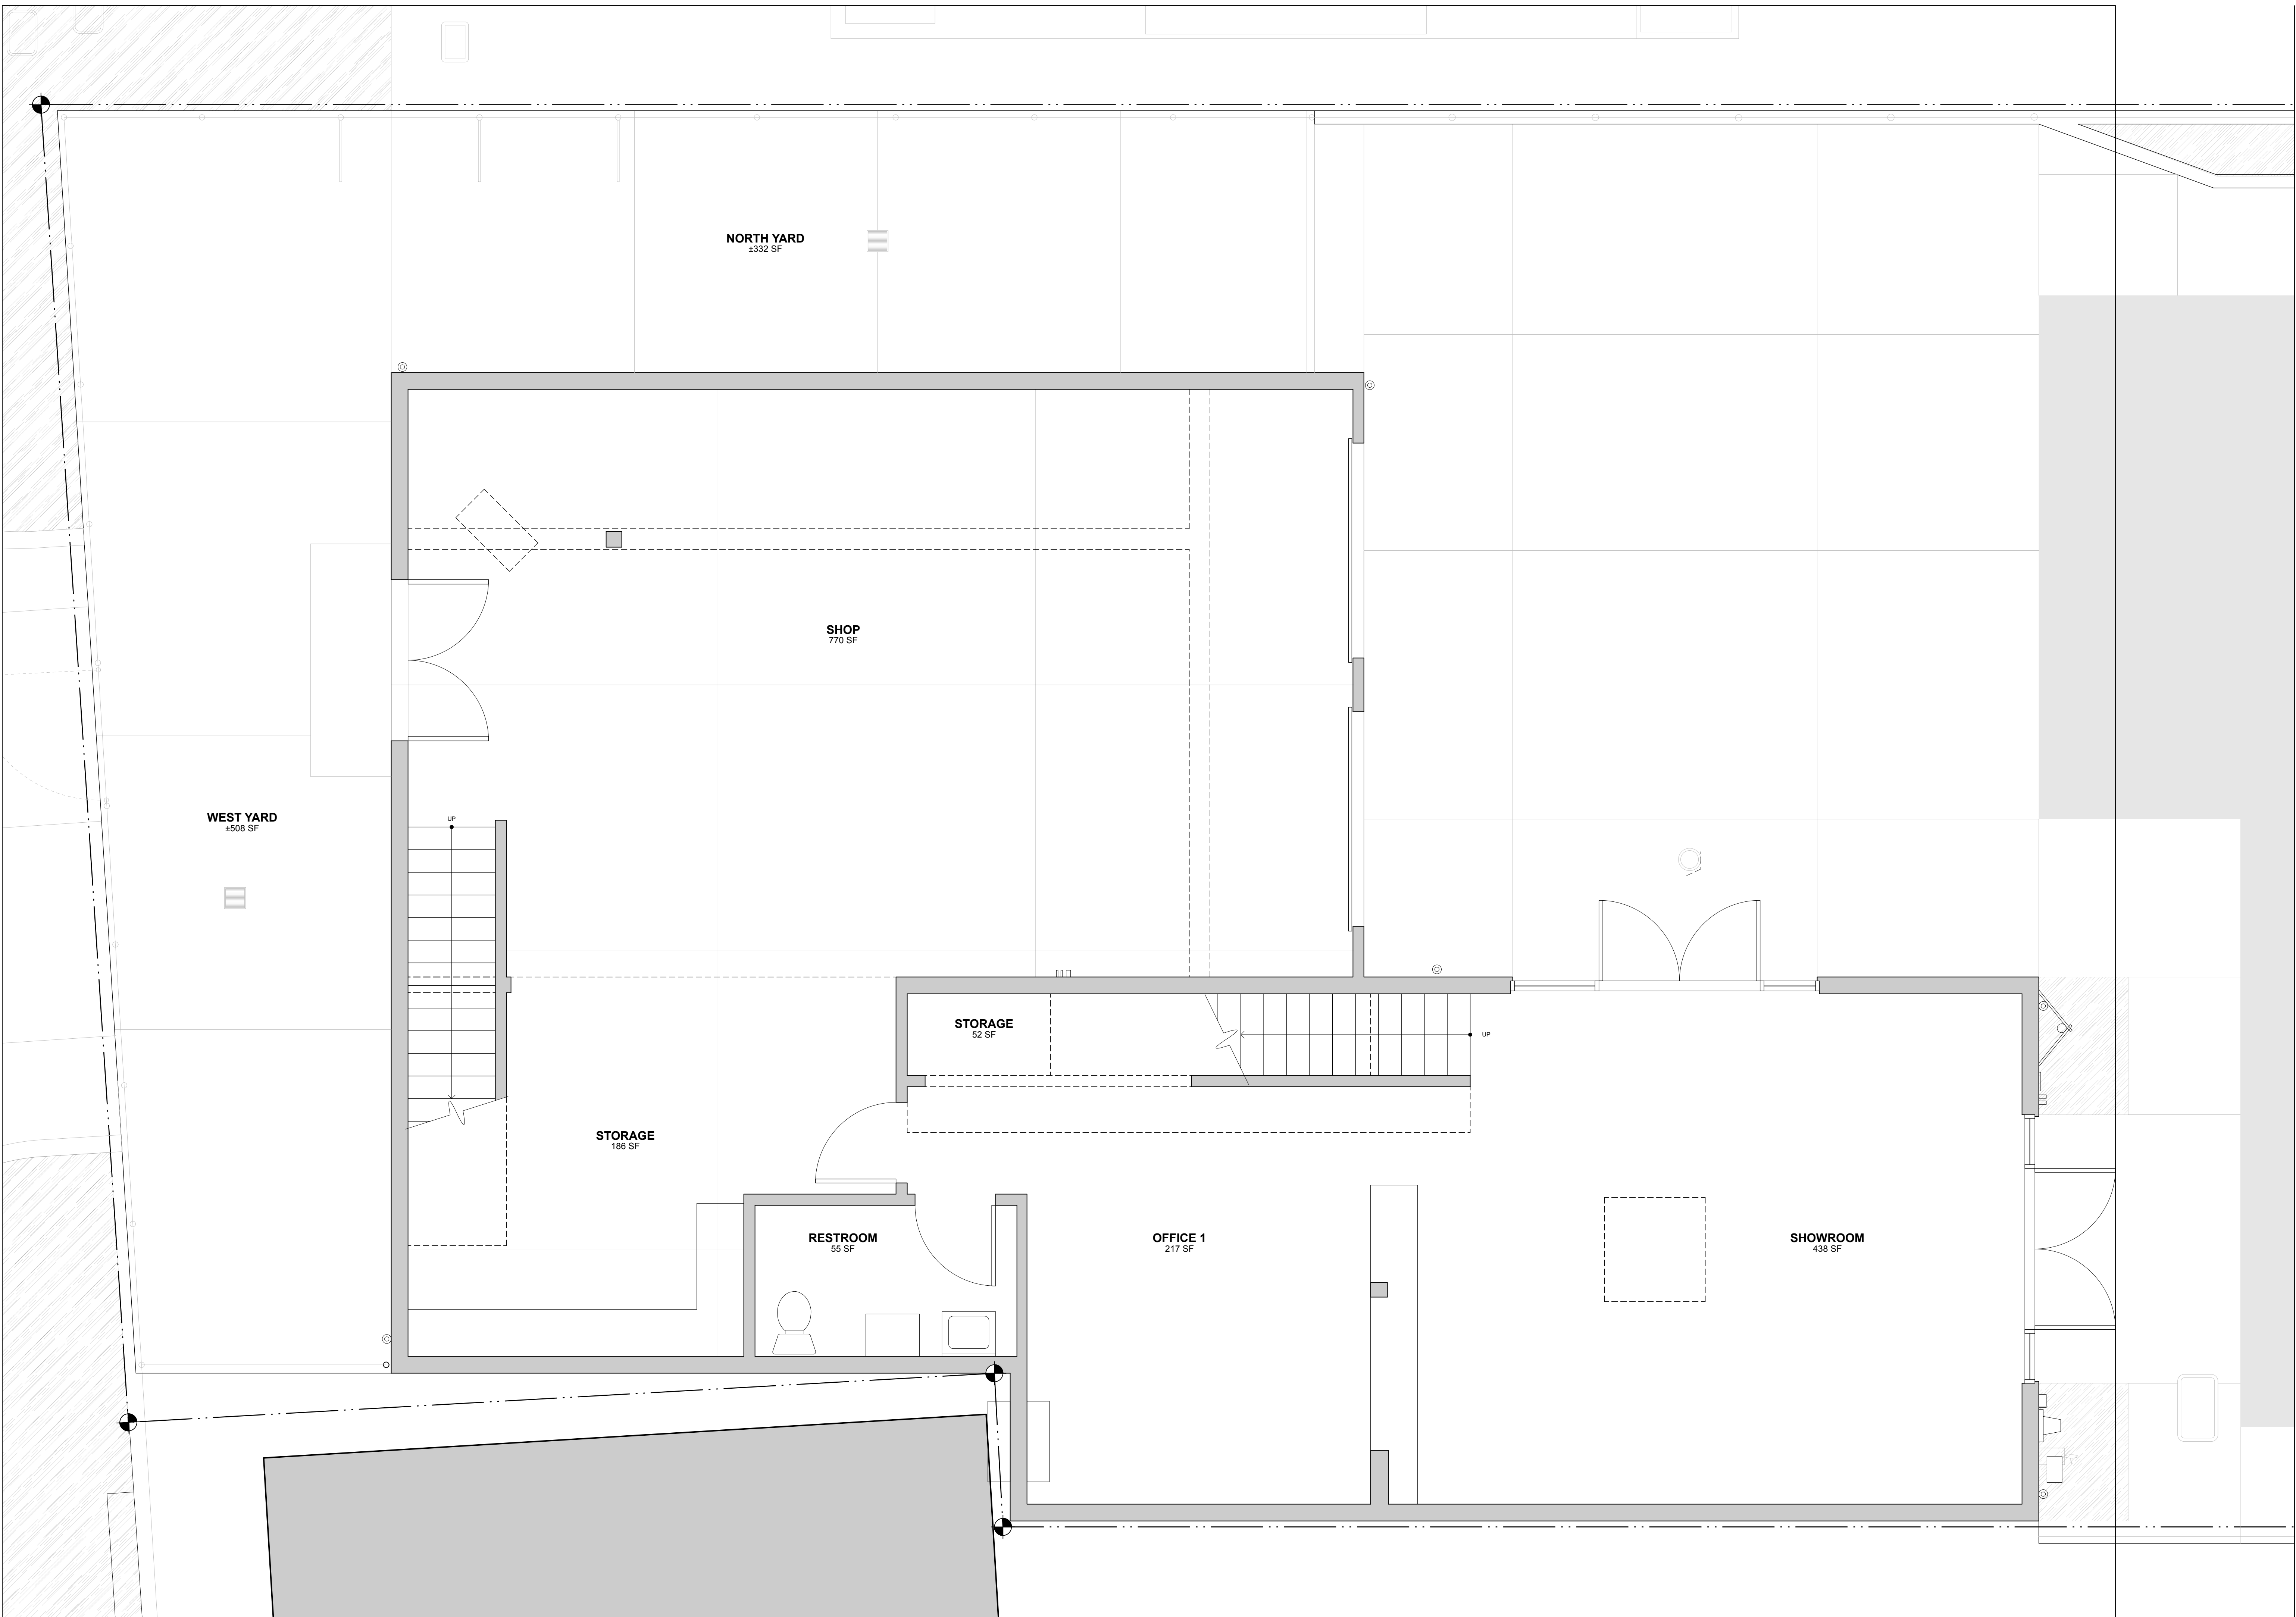 NORTH YARD
±332 SF
SHOP
770 SF
WEST YARD
±508 SF
UP
STORAGE
52 SF
UP
STORAGE
186 SF
RESTROOM
55 SF
OFFICE 1
217 SF
SHOWROOM
438 SF